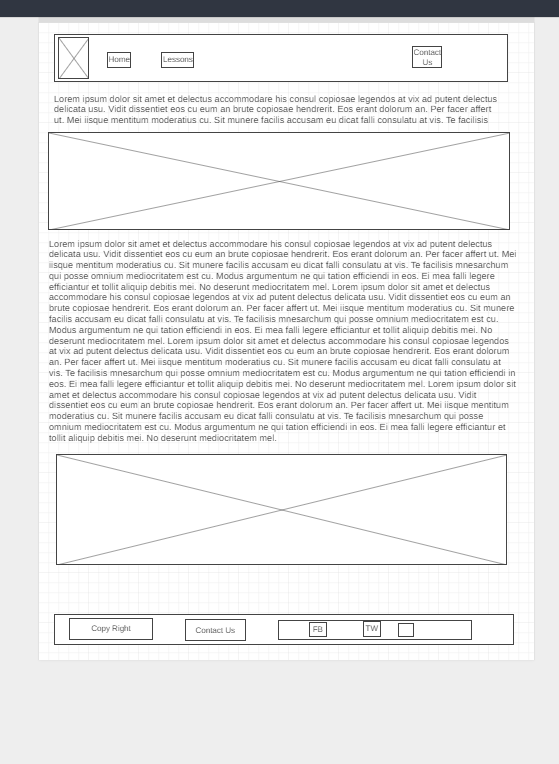 Home
Lessons
Contact
Us
Lorem ipsum dolor sit amet et delectus accommodare his consul copiosae legendos at vix ad putent delectus
delicata usu. Vidit dissentiet eos cu eum an brute copiosae hendrerit. Eos erant dolorum an. Per facer affert
ut. Mei iisque mentitum moderatius cu. Sit munere facilis accusam eu dicat falli consulatu at vis. Te facilisis
Lorem ipsum dolor sit amet et delectus accommodare his consul copiosae legendos at vix ad putent delectus
delicata usu. Vidit dissentiet eos cu eum an brute copiosae hendrerit. Eos erant dolorum an. Per facer affert ut. Mei
iisque mentitum moderatius cu. Sit munere facilis accusam eu dicat falli consulatu at vis. Te facilisis mnesarchum
qui posse omnium mediocritatem est cu. Modus argumentum ne qui tation efficiendi in eos. Ei mea falli legere
efficiantur et tollit aliquip debitis mei. No deserunt mediocritatem mel. Lorem ipsum dolor sit amet et delectus
accommodare his consul copiosae legendos at vix ad putent delectus delicata usu. Vidit dissentiet eos cu eum an
brute copiosae hendrerit. Eos erant dolorum an. Per facer affert ut. Mei iisque mentitum moderatius cu. Sit munere
facilis accusam eu dicat falli consulatu at vis. Te facilisis mnesarchum qui posse omnium mediocritatem est cu.
Modus argumentum ne qui tation efficiendi in eos. Ei mea falli legere efficiantur et tollit aliquip debitis mei. No
deserunt mediocritatem mel. Lorem ipsum dolor sit amet et delectus accommodare his consul copiosae legendos
at vix ad putent delectus delicata usu. Vidit dissentiet eos cu eum an brute copiosae hendrerit. Eos erant dolorum
an. Per facer affert ut. Mei iisque mentitum moderatius cu. Sit munere facilis accusam eu dicat falli consulatu at
vis. Te facilisis mnesarchum qui posse omnium mediocritatem est cu. Modus argumentum ne qui tation efficiendi in
eos. Ei mea falli legere efficiantur et tollit aliquip debitis mei. No deserunt mediocritatem mel. Lorem ipsum dolor sit
amet et delectus accommodare his consul copiosae legendos at vix ad putent delectus delicata usu. Vidit
dissentiet eos cu eum an brute copiosae hendrerit. Eos erant dolorum an. Per facer affert ut. Mei iisque mentitum
moderatius cu. Sit munere facilis accusam eu dicat falli consulatu at vis. Te facilisis mnesarchum qui posse
omnium mediocritatem est cu. Modus argumentum ne qui tation efficiendi in eos. Ei mea falli legere efficiantur et
tollit aliquip debitis mei. No deserunt mediocritatem mel.
Copy Right
Contact Us
FB
TW